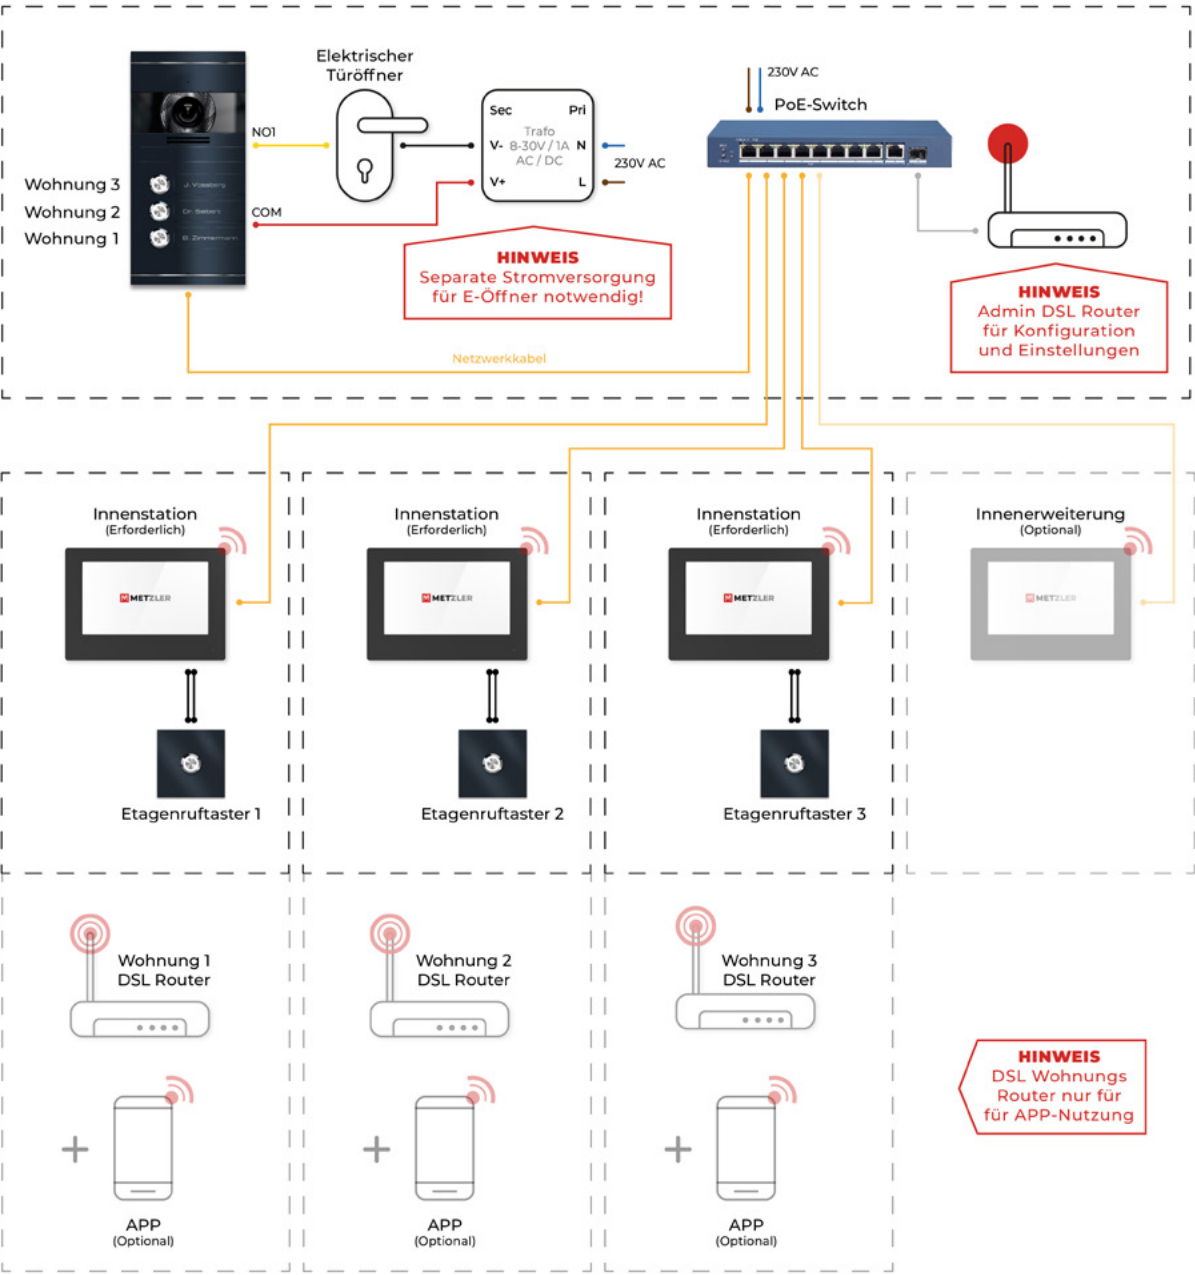 Elektrischer
Türöffner
NO1
COM
Wohnung 3
Wohnung 2
Wohnung 1
J. Vossberg
Dr. Siebert
B. Zimmermann
Sec
Pri
Trafo
V- 8-30V / 1A N
AC / DC
V+
L
230V AC
230V AC
PoE-Switch
HINWEIS
Separate Stromversorgung
für E-Öffner notwendig!
HINWEIS
Admin DSL Router
für Konfiguration
und Einstellungen
Netzwerkkabel
Innenstation
(Erforderlich)
METZLER
Etagenruftaster 1
Innenstation
(Erforderlich)
METZLER
Etagenruftaster 2
Innenstation
(Erforderlich)
METZLER
Etagenruftaster 3
Innenerweiterung
(Optional)
METZLER
Wohnung 1
DSL Router
+
APP
(Optional)
Wohnung 2
DSL Router
+
APP
(Optional)
Wohnung 3
DSL Router
+
APP
(Optional)
HINWEIS
DSL Wohnungs
Router nur für
für APP-Nutzung